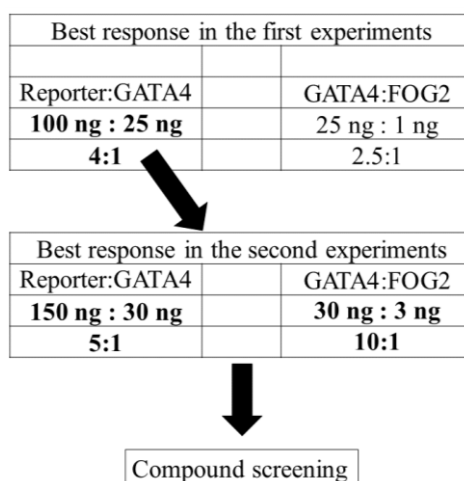 Best response in the first experiments
Reporter:GATA4 GATA4:FOG2
100 ng : 25 ng 25 ng : 1 ng
4:1 2.5:1
Best response in the second experiments
Reporter:GATA4 GATA4:FOG2
150 ng : 30 ng 30 ng : 3 ng
5:1 10:1
Compound screening